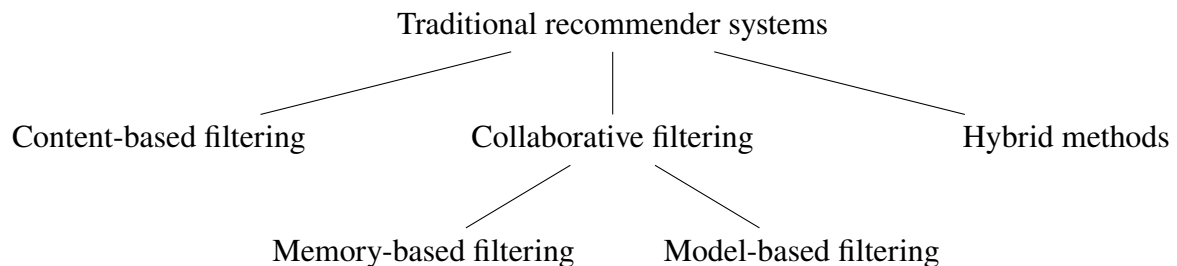 Traditional recommender systems
Content-based filtering Collaborative filtering Hybrid methods
Memory-based filtering Model-based filtering